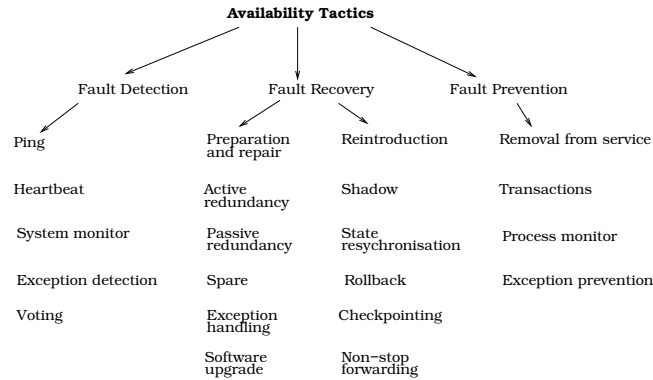 Availability Tactics
Fault Detection
Fault Recovery
Fault Prevention
Ping
Heartbeat
System monitor
Exception detection
Voting
Preparation
and repair
Active
redundancy
Passive
redundancy
Spare
Exception
handling
Software
upgrade
Reintroduction
Shadow
State
resychronisation
Rollback
Checkpointing
Non−stop
forwarding
Removal from service
Transactions
Process monitor
Exception prevention